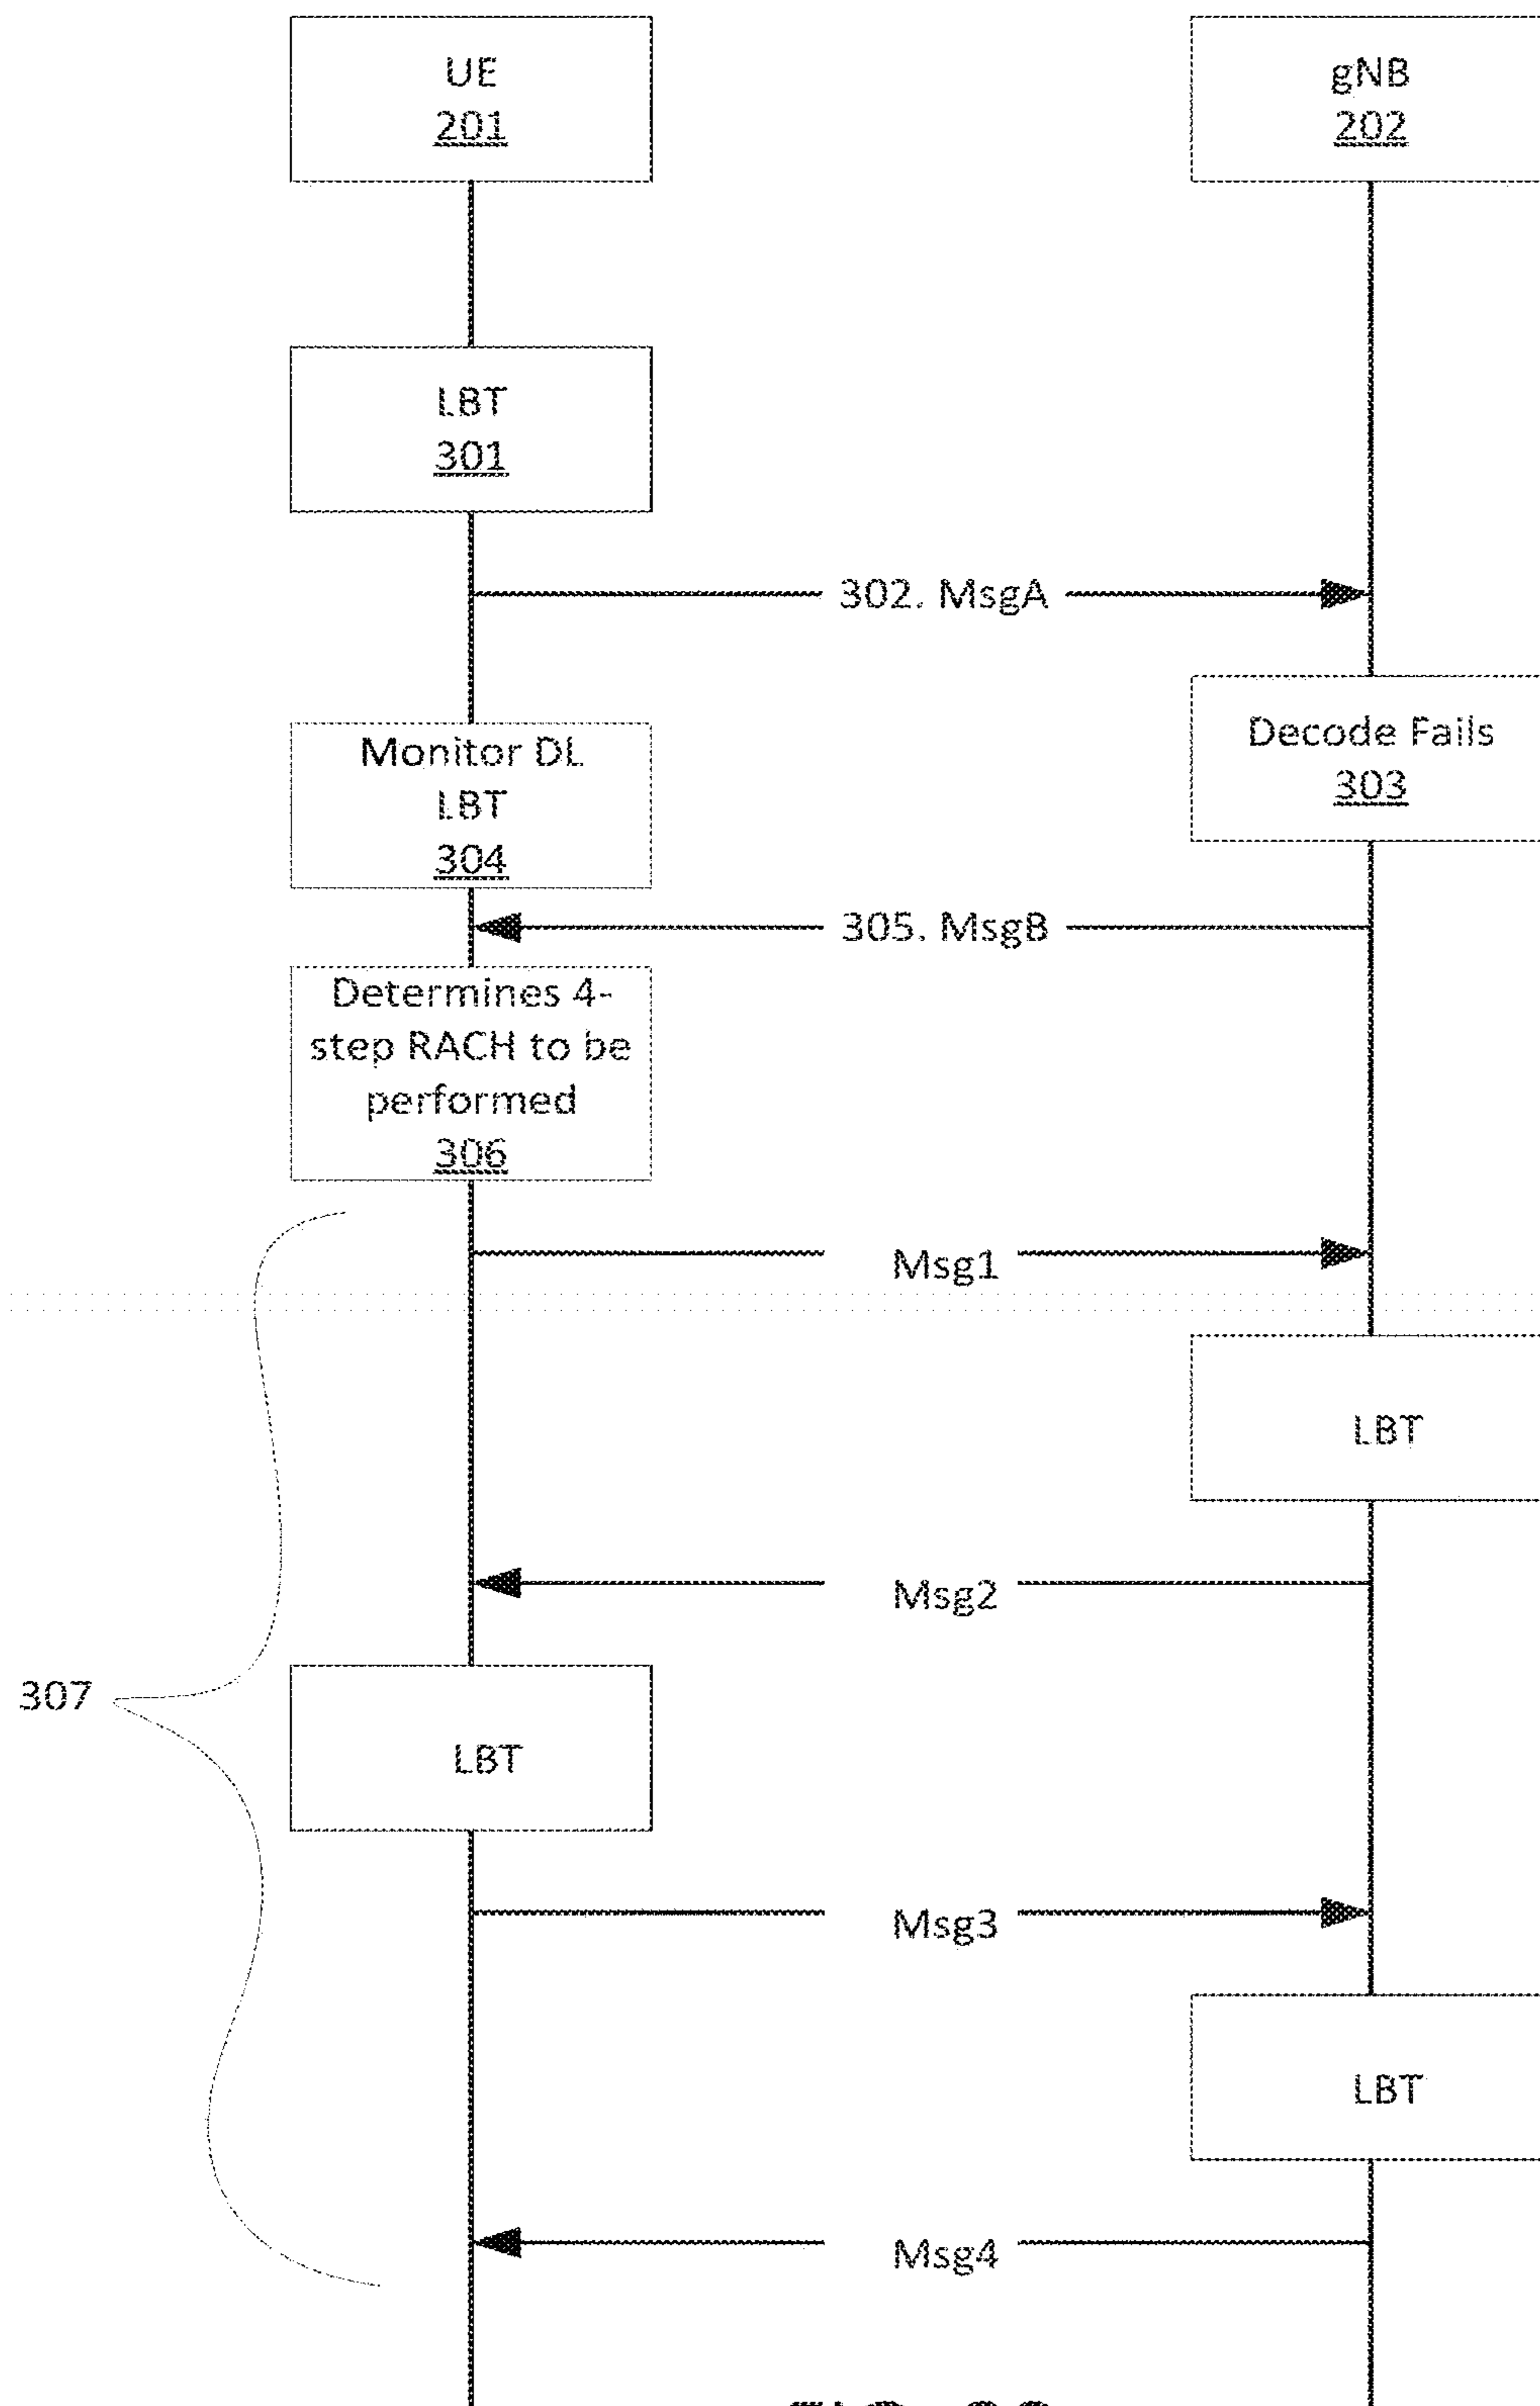 UE
201
gNB
202
LBT
301
302. MsgA
Decode Fails
303
Monitor DL
LBT
304
305. MsgB
Determines 4-
step RACH to be
performed
306
Msg1
LBT
Msg2
307
LBT
Msg3
LBT
Msg4